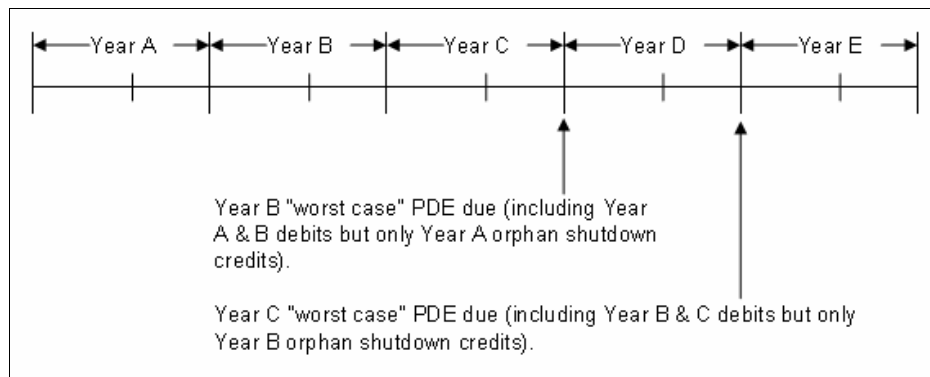 Year A Year B Year C Year D Year E
Year B "worst case" PDE due (including Year
A & B debits but only Year A orphan shutdown
credits).
Year C "worst case" PDE due (including Year B & C debits but only
Year B orphan shutdown credits).